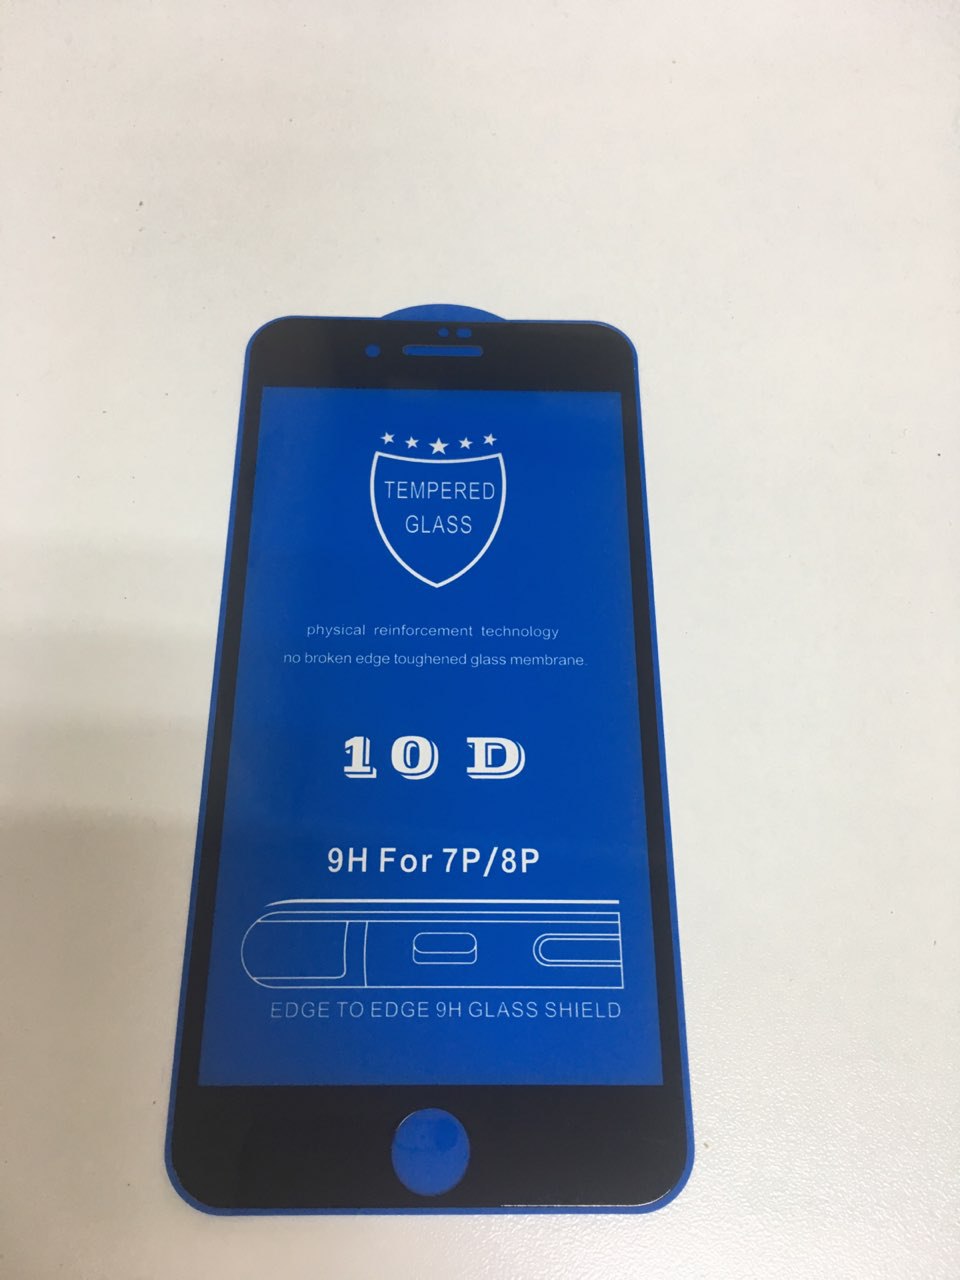 TEMPERED
GLASS
physical reinforcement technology
no broken edge toughened glass membrane.
10 D
9H For 7P/8P
EDGE TO EDGE 9H GLASS SHIELD